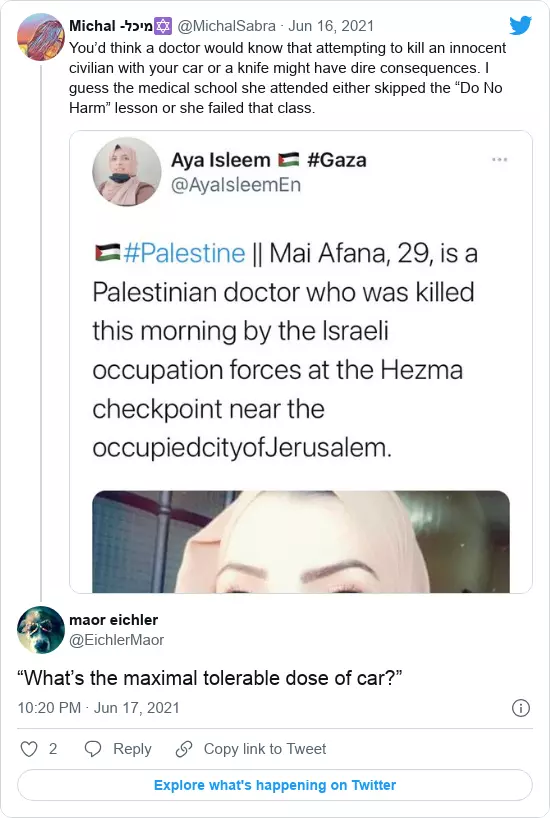 Michal -מיכל✡ @MichalSabra · Jun 16, 2021
You'd think a doctor would know that attempting to kill an innocent
civilian with your car or a knife might have dire consequences. I
guess the medical school she attended either skipped the “Do No
Harm” lesson or she failed that class.
Aya Isleem 🇵🇸 #Gaza
@AyaIsleemEn
🇵🇸#Palestine || Mai Afana, 29, is a
Palestinian doctor who was killed
this morning by the Israeli
occupation forces at the Hezma
checkpoint near the
occupiedcityofJerusalem.
maor eichler
@EichlerMaor
“What's the maximal tolerable dose of car?”
10:20 PM · Jun 17, 2021
2 Reply Copy link to Tweet
Explore what's happening on Twitter